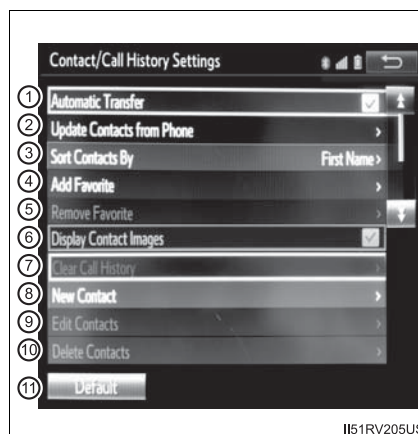 Contact/Call History Settings
1 Automatic Transfer
2 Update Contacts from Phone
3 Sort Contacts By First Name
4 Add Favorite
5 Remove Favorite
6 Display Contact Images
7 Clear Call History
8 New Contact
9 Edit Contacts
10 Delete Contacts
11 Default
II51RV205US